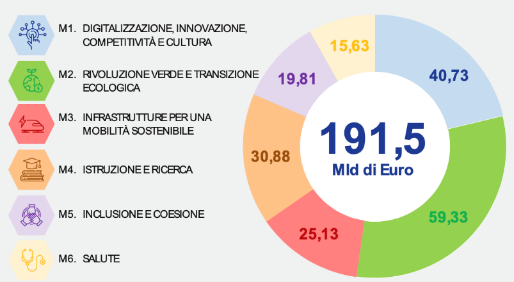 M1. DIGITALIZZAZIONE, INNOVAZIONE,
COMPETITIVITÀ E CULTURA
M2. RIVOLUZIONE VERDE E TRANSIZIONE
ECOLOGICA
M3. INFRASTRUTTURE PER UNA
MOBILITÀ SOSTENIBILE
M4. ISTRUZIONE E RICERCA
M5. INCLUSIONE E COESIONE
M6. SALUTE
15,63
40,73
19,81
191,5
Mld di Euro
30,88
59,33
25,13